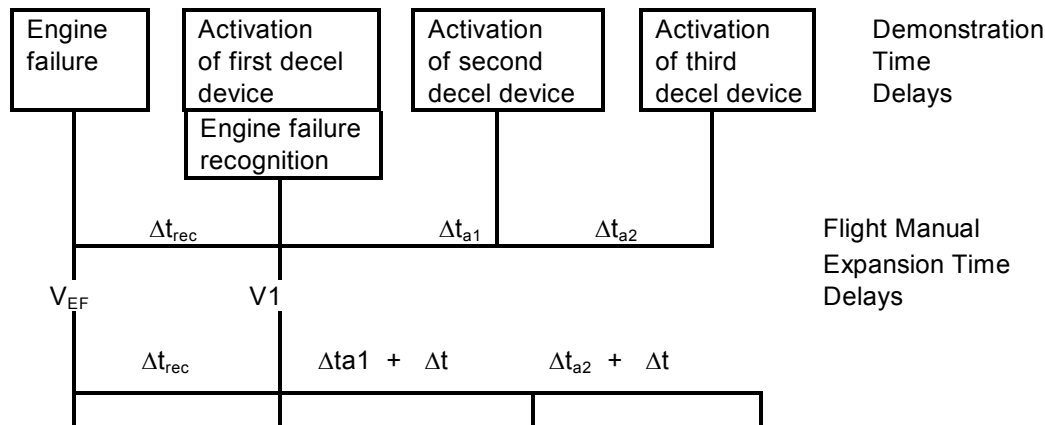 Engine
failure
Activation
of first decel
device
Engine failure
recognition
Activation
of second
decel device
Activation
of third
decel device
Demonstration
Time
Delays
Δt_rec
Δt_a1
Δt_a2
Flight Manual
Expansion Time
Delays
V_EF
V1
Δt_rec
Δta1 + Δt
Δt_a2 + Δt